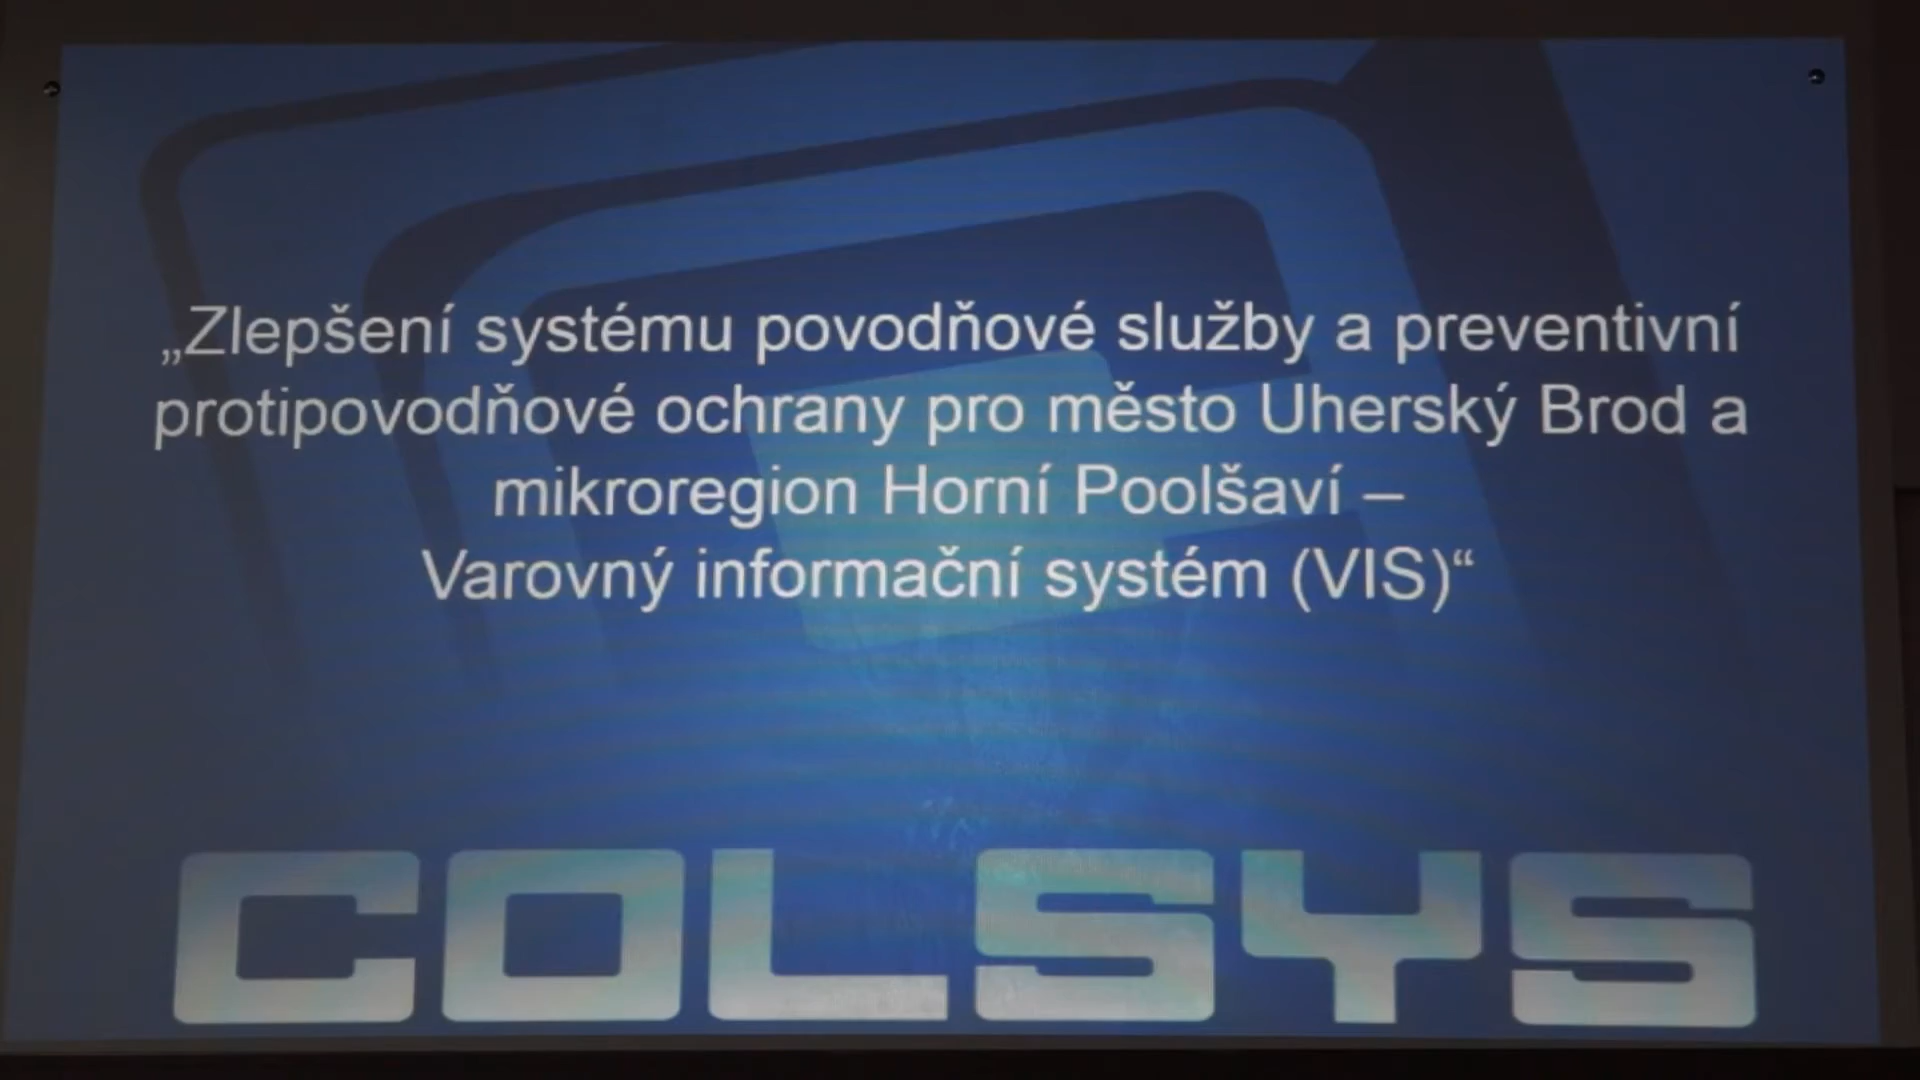 „Zlepšení systému povodňové služby a preventivní
protipovodňové ochrany pro město Uherský Brod a
mikroregion Horní Poolšaví –
Varovný informační systém (VIS)“
COLSYS